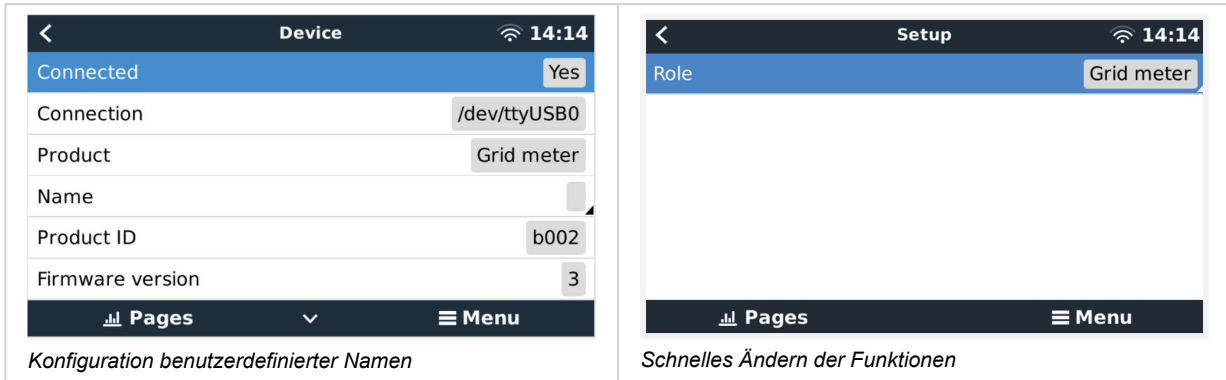 Device 14:14
Connected Yes
Connection /dev/ttyUSB0
Product Grid meter
Name
Product ID b002
Firmware version 3
Pages Menu
Konfiguration benutzerdefinierter Namen
Setup 14:14
Role Grid meter
Pages Menu
Schnelles Ändern der Funktionen